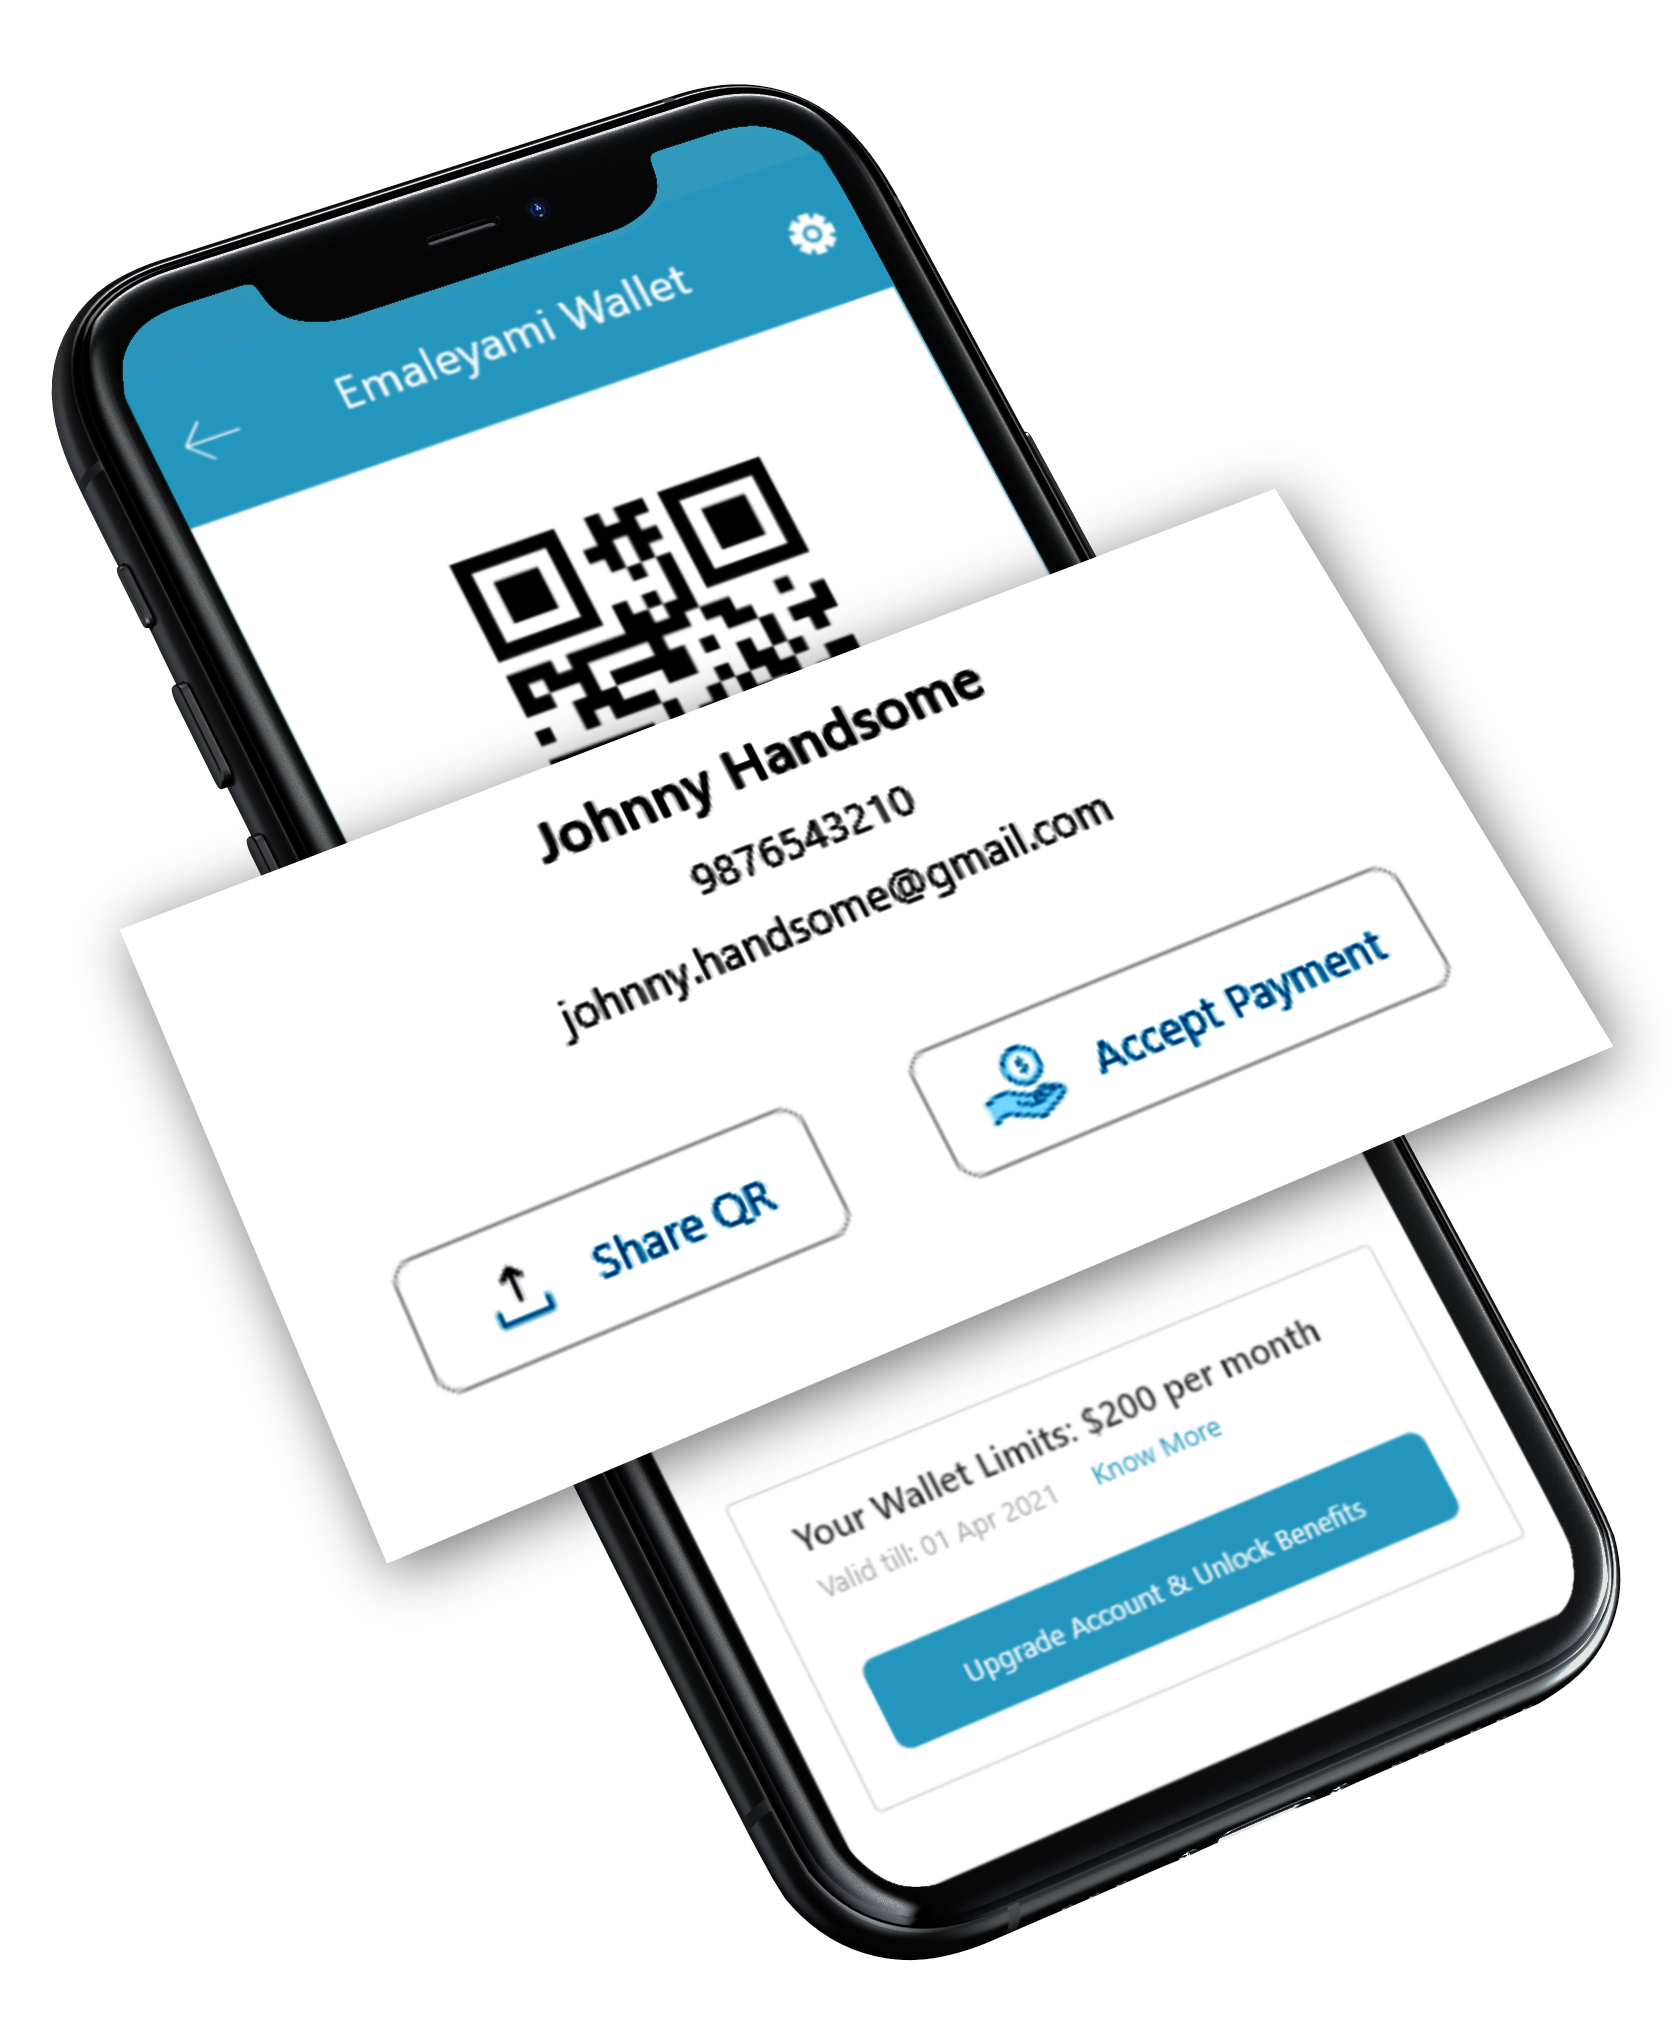 Emaleyami Wallet
Johnny Handsome
9876543210
johnny.handsome@gmail.com
Share QR
Accept Payment
Your Wallet Limits: $200 per month
Valid till: 01 Apr 2021 Know More
Upgrade Account & Unlock Benefits